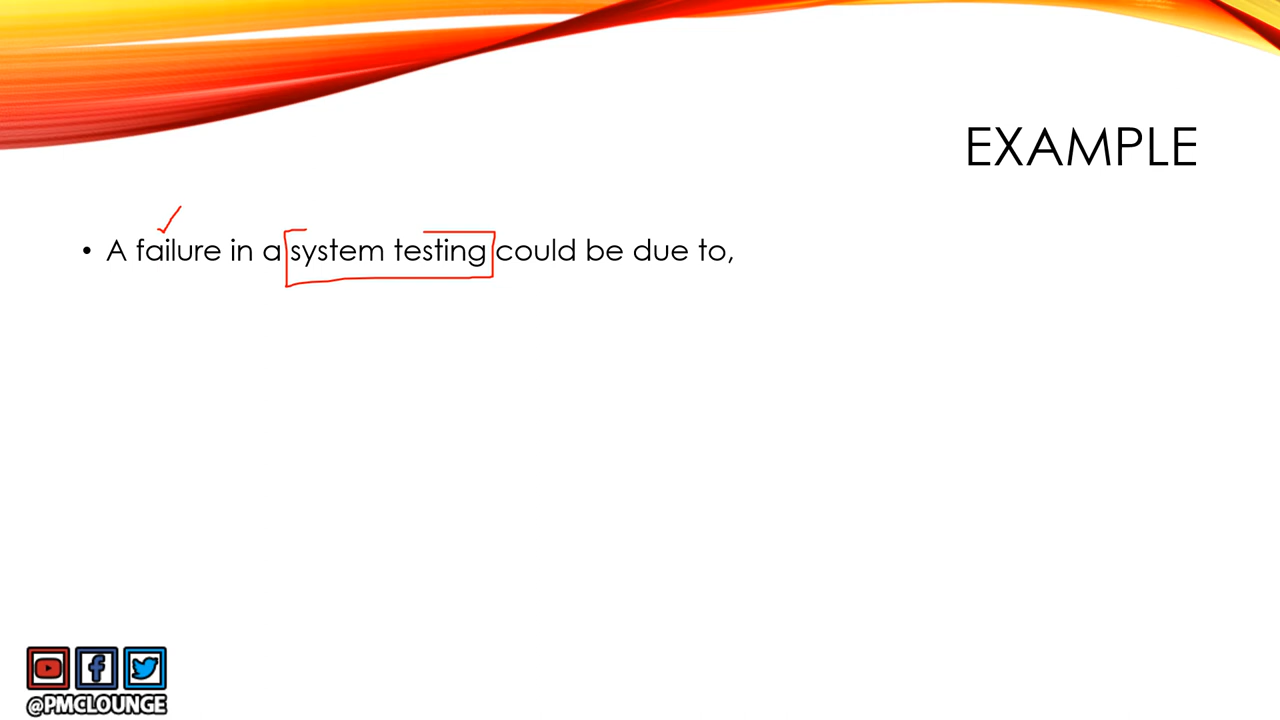 EXAMPLE
• A failure in a system testing could be due to,
@PMCLOUNGE